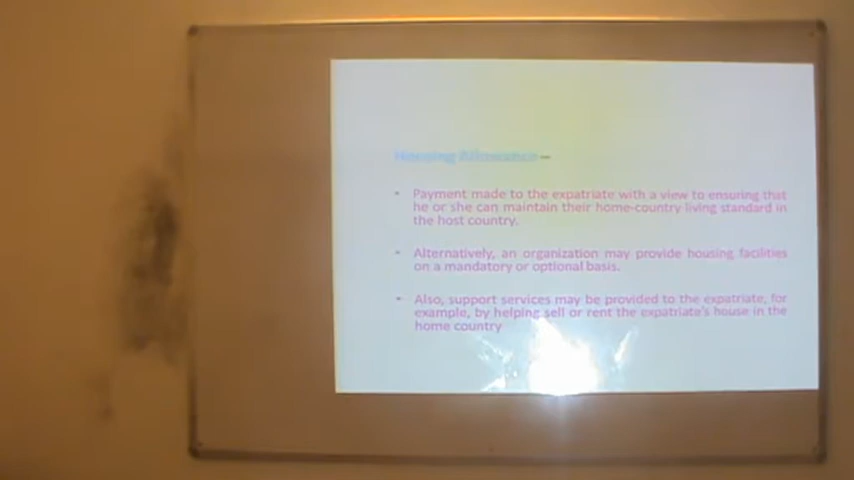 Housing Allowance –
• Payment made to the expatriate with a view to ensuring that
he or she can maintain their home-country living standard in
the host country.
• Alternatively, an organization may provide housing facilities
on a mandatory or optional basis.
• Also, support services may be provided to the expatriate, for
example, by helping sell or rent the expatriate's house in the
home country